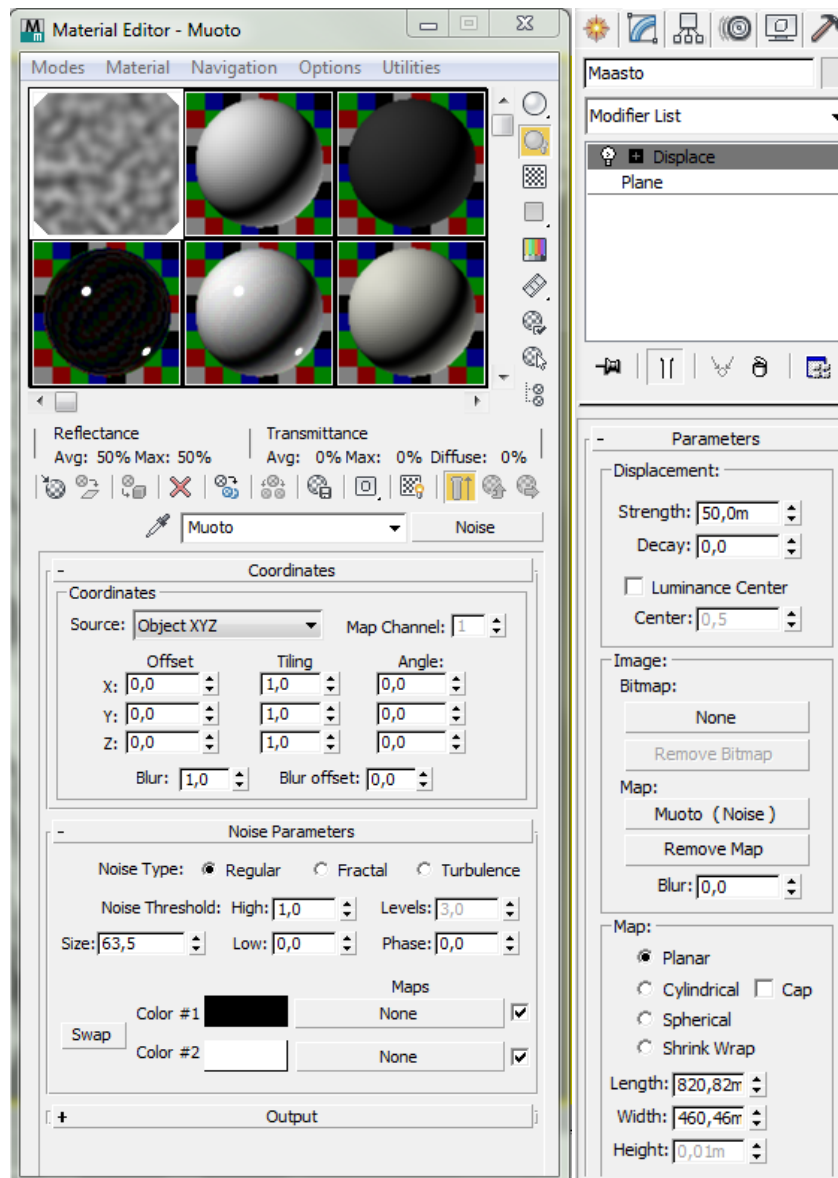 Material Editor - Muoto
Modes Material Navigation Options Utilities
Reflectance
Avg: 50% Max: 50%
Transmittance
Avg: 0% Max: 0% Diffuse: 0%
Muoto Noise
- Coordinates
Coordinates
Source: Object XYZ Map Channel: 1
Offset Tiling Angle:
X: 0,0 1,0 0,0
Y: 0,0 1,0 0,0
Z: 0,0 1,0 0,0
Blur: 1,0 Blur offset: 0,0
- Noise Parameters
Noise Type: Regular Fractal Turbulence
Noise Threshold: High: 1,0 Levels: 3,0
Size: 63,5 Low: 0,0 Phase: 0,0
Maps
Color #1 None
Swap
Color #2 None
+ Output
Maasto
Modifier List
Displace
Plane
- Parameters
Displacement:
Strength: 50,0m
Decay: 0,0
Luminance Center
Center: 0,5
Image:
Bitmap:
None
Remove Bitmap
Map:
Muoto (Noise)
Remove Map
Blur: 0,0
Map:
Planar
Cylindrical Cap
Spherical
Shrink Wrap
Length: 820,82m
Width: 460,46m
Height: 0,01m